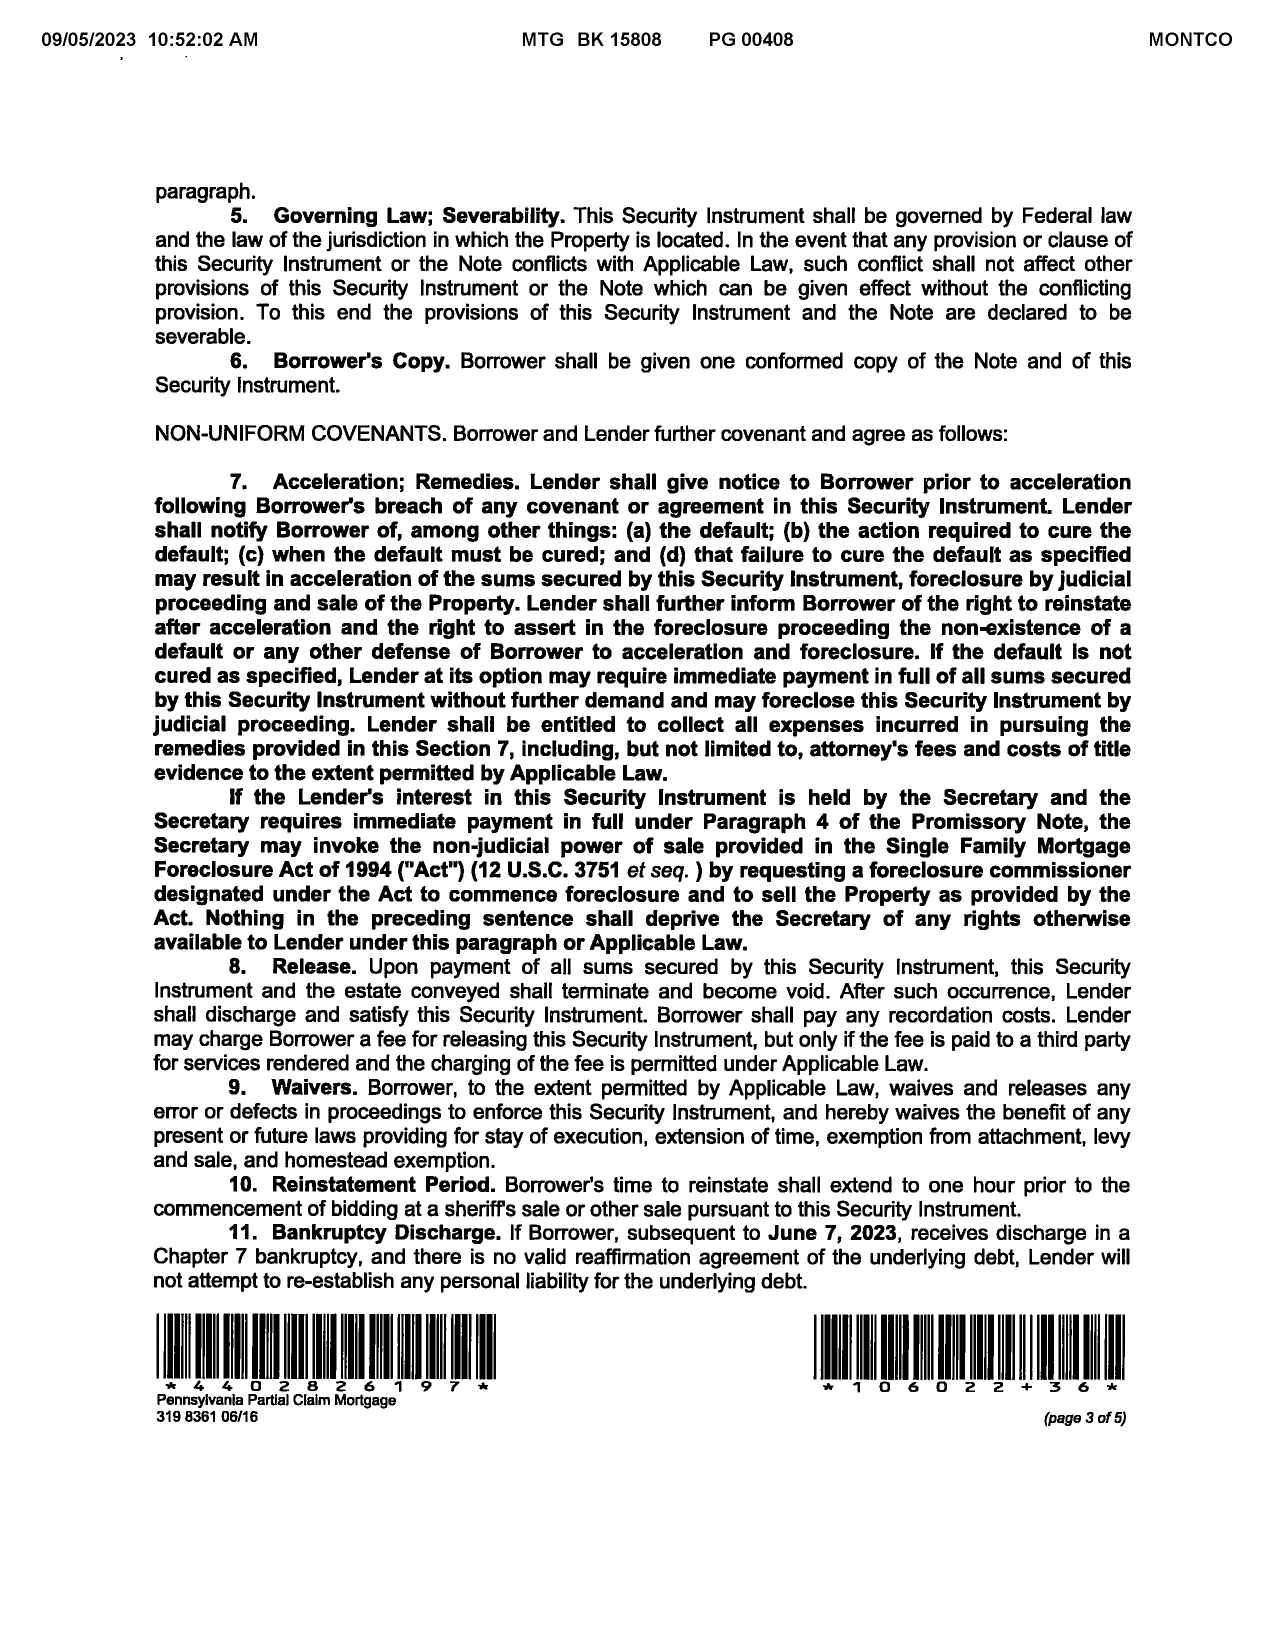 09/05/2023 10:52:02 AM MTG BK 15808 PG 00408 MONTCO
paragraph.
5. Governing Law; Severability. This Security Instrument shall be governed by Federal law
and the law of the jurisdiction in which the Property is located. In the event that any provision or clause of
this Security Instrument or the Note conflicts with Applicable Law, such conflict shall not affect other
provisions of this Security Instrument or the Note which can be given effect without the conflicting
provision. To this end the provisions of this Security Instrument and the Note are declared to be
severable.
6. Borrower's Copy. Borrower shall be given one conformed copy of the Note and of this
Security Instrument.
NON-UNIFORM COVENANTS. Borrower and Lender further covenant and agree as follows:
7. Acceleration; Remedies. Lender shall give notice to Borrower prior to acceleration
following Borrower's breach of any covenant or agreement in this Security Instrument. Lender
shall notify Borrower of, among other things: (a) the default; (b) the action required to cure the
default; (c) when the default must be cured; and (d) that failure to cure the default as specified
may result in acceleration of the sums secured by this Security Instrument, foreclosure by judicial
proceeding and sale of the Property. Lender shall further inform Borrower of the right to reinstate
after acceleration and the right to assert in the foreclosure proceeding the non-existence of a
default or any other defense of Borrower to acceleration and foreclosure. If the default is not
cured as specified, Lender at its option may require immediate payment in full of all sums secured
by this Security Instrument without further demand and may foreclose this Security Instrument by
judicial proceeding. Lender shall be entitled to collect all expenses incurred in pursuing the
remedies provided in this Section 7, including, but not limited to, attorney's fees and costs of title
evidence to the extent permitted by Applicable Law.
If the Lender's interest in this Security Instrument is held by the Secretary and the
Secretary requires immediate payment in full under Paragraph 4 of the Promissory Note, the
Secretary may invoke the non-judicial power of sale provided in the Single Family Mortgage
Foreclosure Act of 1994 ("Act") (12 U.S.C. 3751 et seq. ) by requesting a foreclosure commissioner
designated under the Act to commence foreclosure and to sell the Property as provided by the
Act. Nothing in the preceding sentence shall deprive the Secretary of any rights otherwise
available to Lender under this paragraph or Applicable Law.
8. Release. Upon payment of all sums secured by this Security Instrument, this Security
Instrument and the estate conveyed shall terminate and become void. After such occurrence, Lender
shall discharge and satisfy this Security Instrument. Borrower shall pay any recordation costs. Lender
may charge Borrower a fee for releasing this Security Instrument, but only if the fee is paid to a third party
for services rendered and the charging of the fee is permitted under Applicable Law.
9. Waivers. Borrower, to the extent permitted by Applicable Law, waives and releases any
error or defects in proceedings to enforce this Security Instrument, and hereby waives the benefit of any
present or future laws providing for stay of execution, extension of time, exemption from attachment, levy
and sale, and homestead exemption.
10. Reinstatement Period. Borrower's time to reinstate shall extend to one hour prior to the
commencement of bidding at a sheriff's sale or other sale pursuant to this Security Instrument.
11. Bankruptcy Discharge. If Borrower, subsequent to June 7, 2023, receives discharge in a
Chapter 7 bankruptcy, and there is no valid reaffirmation agreement of the underlying debt, Lender will
not attempt to re-establish any personal liability for the underlying debt.
* 4 4 0 2 8 2 6 1 9 7 * * 1 0 6 0 2 2 + 3 6 *
Pennsylvania Partial Claim Mortgage
319 8361 06/16 (page 3 of 5)